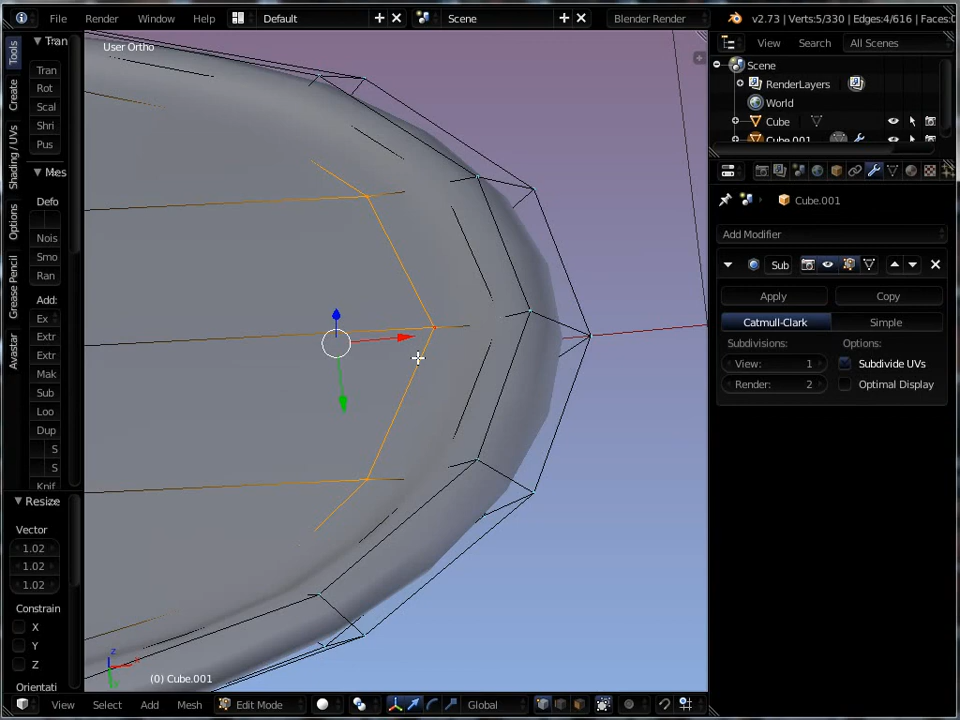 File Render Window Help Default Scene Blender Render v2.73 | Verts:5/330 | Edges:4/616 | Faces:
User Ortho
View Search All Scenes
Scene
RenderLayers
World
Cube
Cube.001
Tools
Create
Shading / UVs
Options
Grease Pencil
Avastar
Tran
Tran
Rot
Scal
Shri
Pus
Mes
Defo
Nois
Smo
Ran
Add:
Ex
Extr
Extr
Mak
Sub
Loo
Dup
S
S
Knif
Resize
Vector
1.02
1.02
1.02
Constrain
X
Y
Z
Orientati
Cube.001
Add Modifier
Sub
Apply Copy
Catmull-Clark Simple
Subdivisions: Options:
View: 1 Subdivide UVs
Render: 2 Optimal Display
z
(0) Cube.001
View Select Add Mesh Edit Mode Global